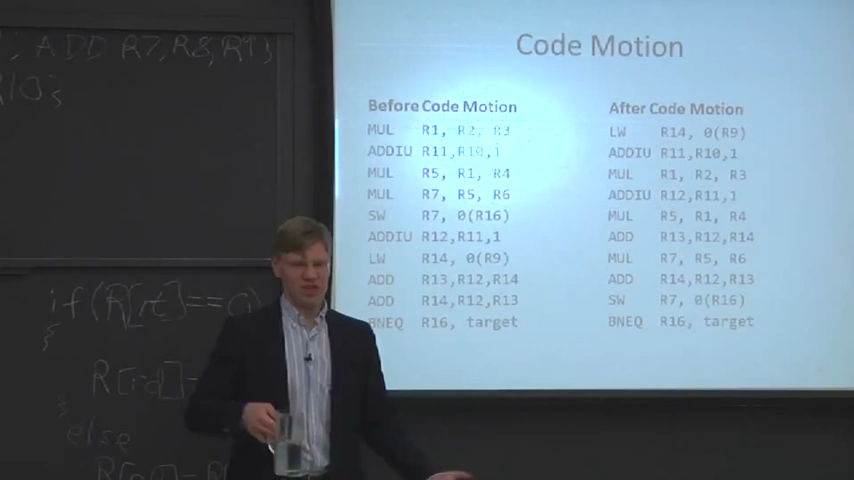 ADD R7,R8,R9}
Code Motion
Before Code Motion
MUL R1, R2, R3
ADDIU R11,R10,1
MUL R5, R1, R4
MUL R7, R5, R6
SW R7, 0(R16)
ADDIU R12,R11,1
LW R14, 0(R9)
ADD R13,R12,R14
ADD R14,R12,R13
BNEQ R16, target
After Code Motion
LW R14, 0(R9)
ADDIU R11,R10,1
MUL R1, R2, R3
ADDIU R12,R11,1
MUL R5, R1, R4
ADD R13,R12,R14
MUL R7, R5, R6
ADD R14,R12,R13
SW R7, 0(R16)
BNEQ R16, target
if (R[rt]==0)
{
else